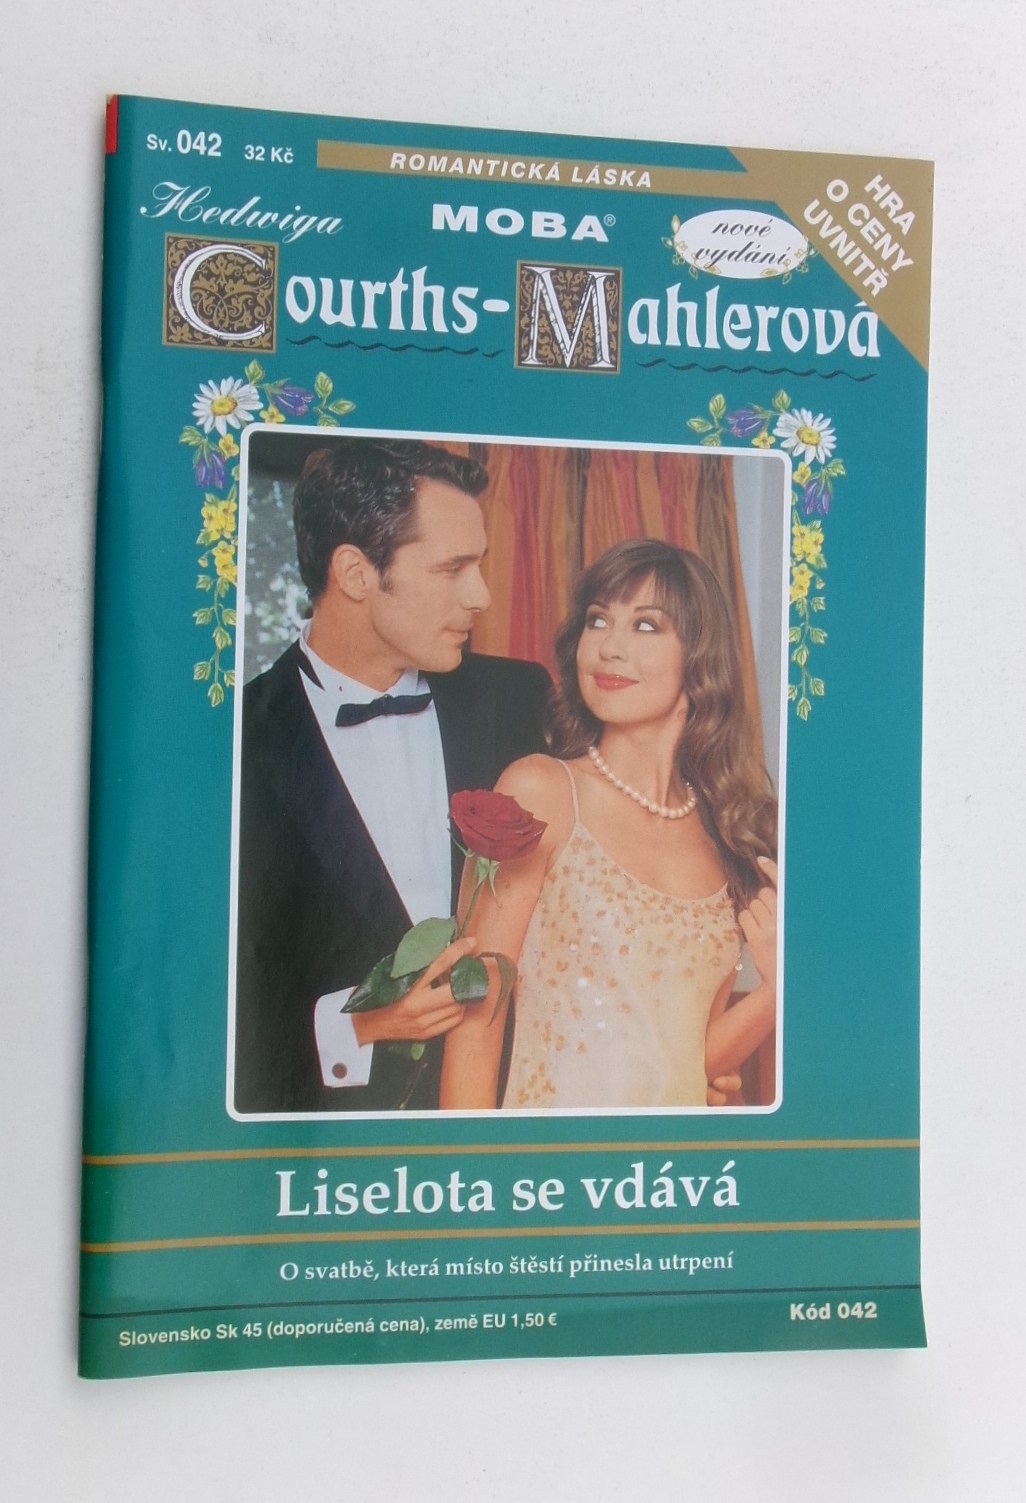 Sv. 042 32 Kč
ROMANTICKÁ LÁSKA
HRA
O CENY
UVNITŘ
Hedwiga
MOBA®
nové
vydání
Courths-Mahlerová
Liselota se vdává
O svatbě, která místo štěstí přinesla utrpení
Slovensko Sk 45 (doporučená cena), země EU 1,50 €
Kód 042